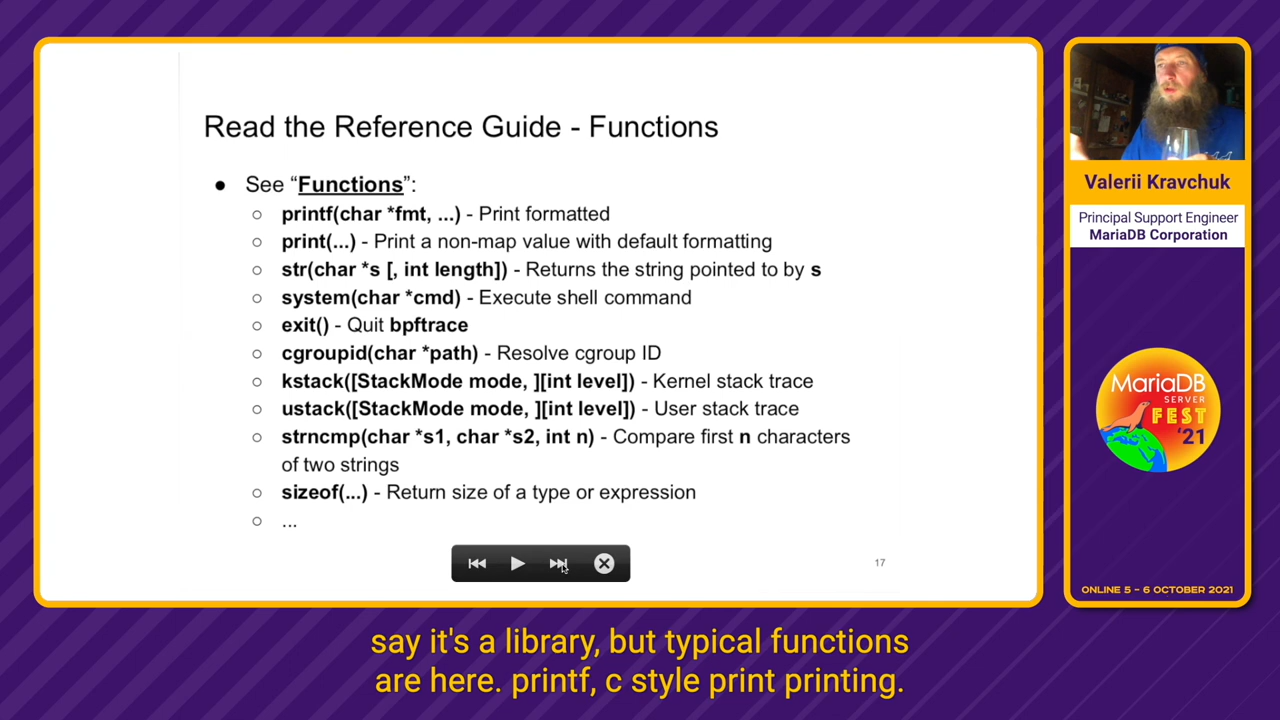 Read the Reference Guide - Functions
● See “Functions”:
○ printf(char *fmt, ...) - Print formatted
○ print(...) - Print a non-map value with default formatting
○ str(char *s [, int length]) - Returns the string pointed to by s
○ system(char *cmd) - Execute shell command
○ exit() - Quit bpftrace
○ cgroupid(char *path) - Resolve cgroup ID
○ kstack([StackMode mode, ][int level]) - Kernel stack trace
○ ustack([StackMode mode, ][int level]) - User stack trace
○ strncmp(char *s1, char *s2, int n) - Compare first n characters
of two strings
○ sizeof(...) - Return size of a type or expression
○ ...
17
Valerii Kravchuk
Principal Support Engineer
MariaDB Corporation
MariaDB
SERVER
FEST
'21
ONLINE 5 – 6 OCTOBER 2021
say it's a library, but typical functions
are here. printf, c style print printing.